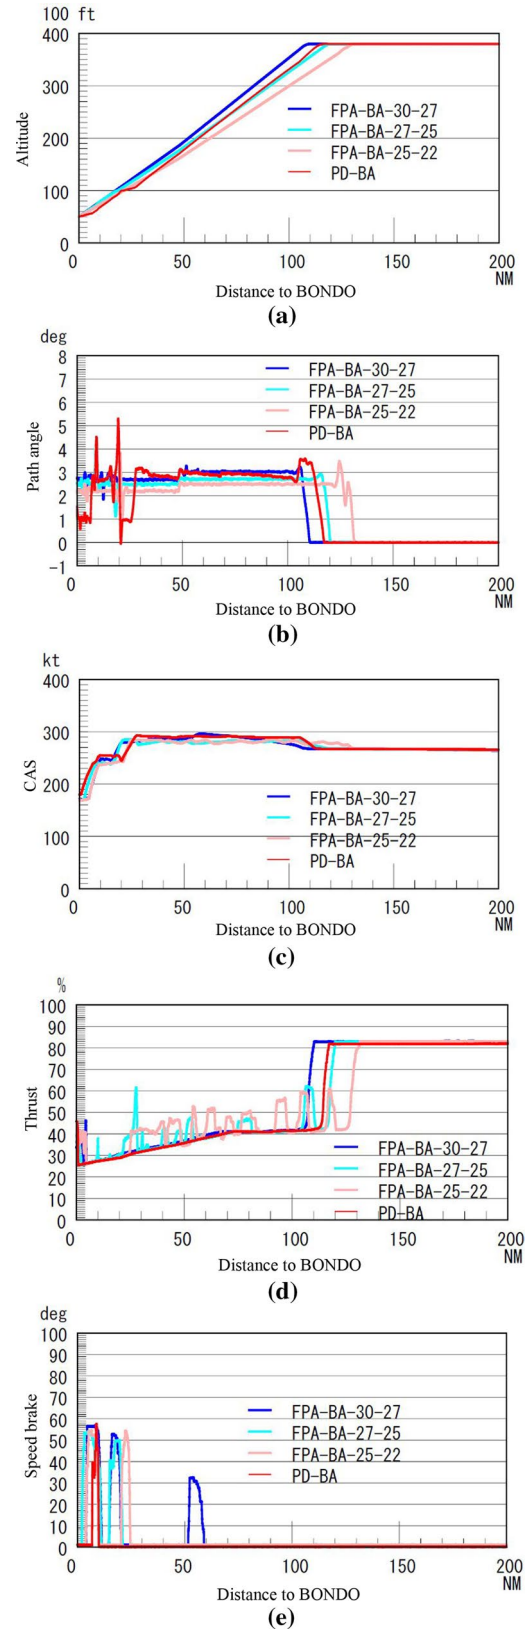 100 ft
400
300
200
100
0
Altitude
FPA-BA-30-27
FPA-BA-27-25
FPA-BA-25-22
PD-BA
0 50 100 150 200
NM
Distance to BONDO
(a)
deg
8
7
6
5
4
3
2
1
0
-1
Path angle
FPA-BA-30-27
FPA-BA-27-25
FPA-BA-25-22
PD-BA
0 50 100 150 200
NM
Distance to BONDO
(b)
kt
400
300
200
100
0
CAS
FPA-BA-30-27
FPA-BA-27-25
FPA-BA-25-22
PD-BA
0 50 100 150 200
NM
Distance to BONDO
(c)
%
100
90
80
70
60
50
40
30
20
10
0
Thrust
FPA-BA-30-27
FPA-BA-27-25
FPA-BA-25-22
PD-BA
0 50 100 150 200
NM
Distance to BONDO
(d)
deg
100
90
80
70
60
50
40
30
20
10
0
Speed brake
FPA-BA-30-27
FPA-BA-27-25
FPA-BA-25-22
PD-BA
0 50 100 150 200
NM
Distance to BONDO
(e)